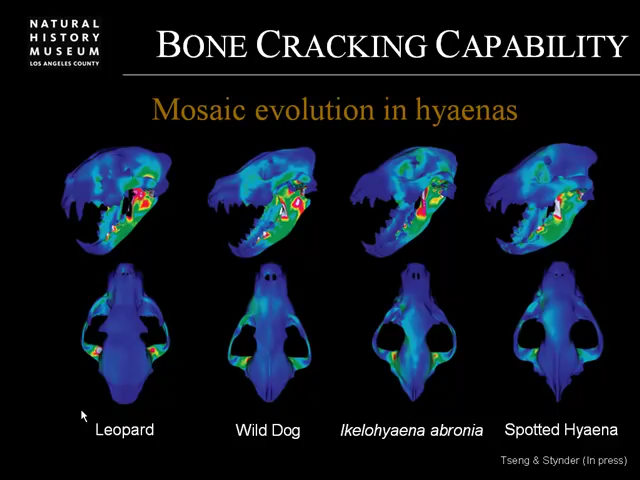 NATURAL
HISTORY
MUSEUM
LOS ANGELES COUNTY
BONE CRACKING CAPABILITY
Mosaic evolution in hyaenas
Leopard
Wild Dog
Ikelohyaena abronia
Spotted Hyaena
Tseng & Stynder (In press)